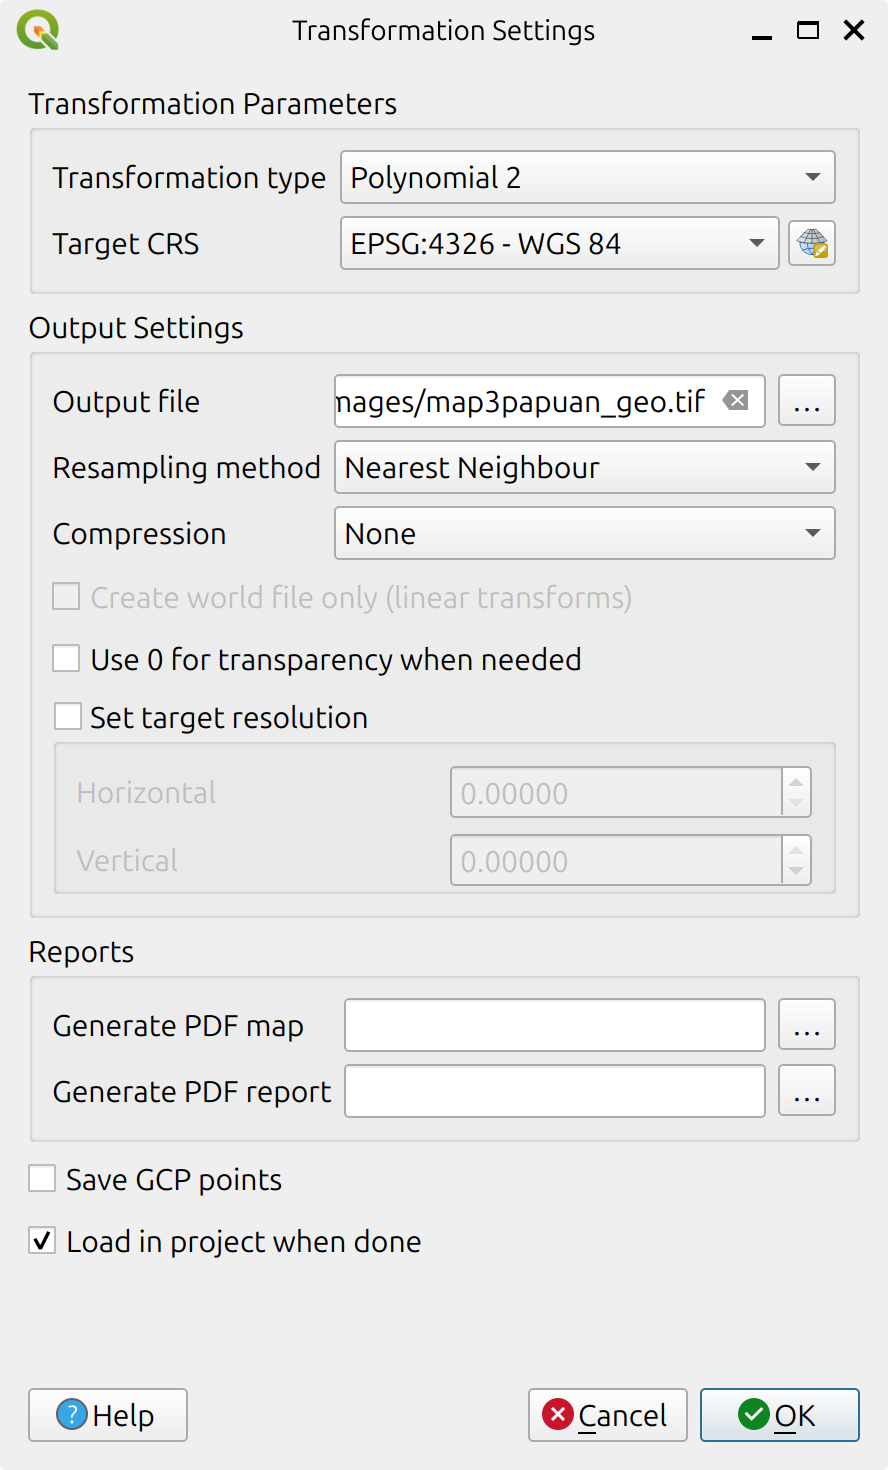 Transformation Settings
Transformation Parameters
Transformation type Polynomial 2
Target CRS EPSG:4326 - WGS 84
Output Settings
Output file mages/map3papuan_geo.tif ...
Resampling method Nearest Neighbour
Compression None
Create world file only (linear transforms)
Use 0 for transparency when needed
Set target resolution
Horizontal 0.00000
Vertical 0.00000
Reports
Generate PDF map ...
Generate PDF report ...
Save GCP points
Load in project when done
Help Cancel OK